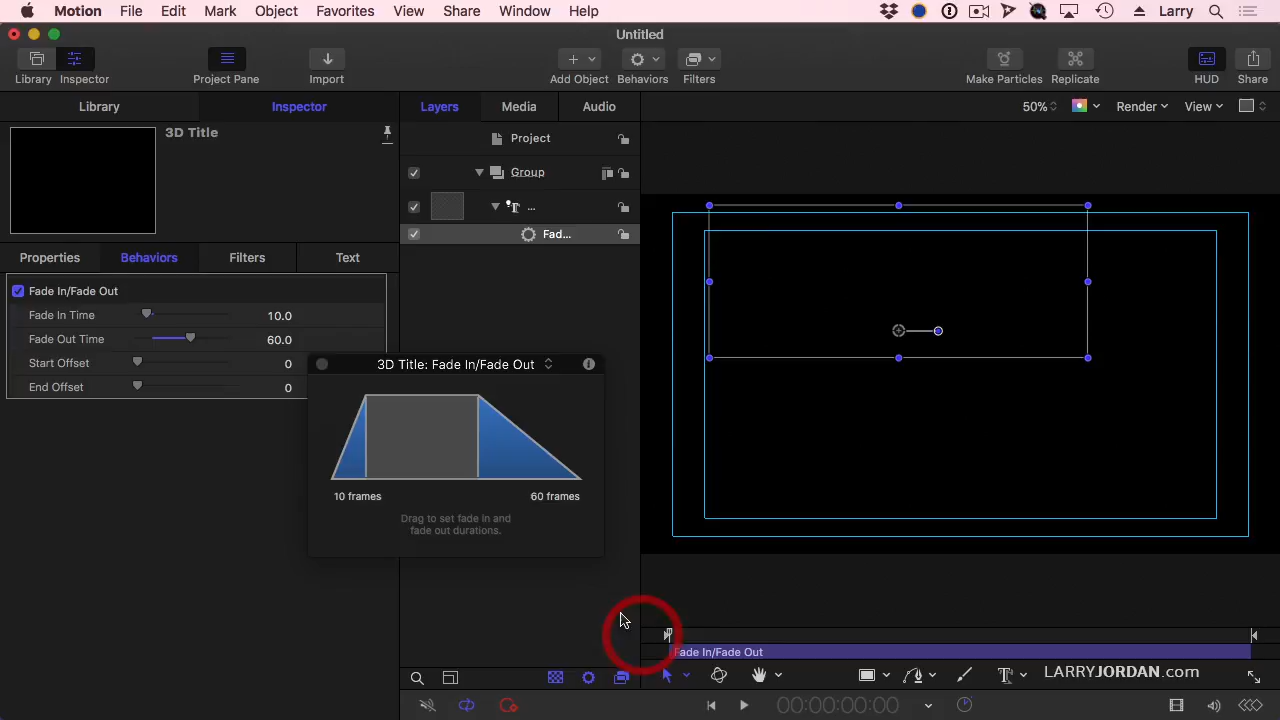 Motion File Edit Mark Object Favorites View Share Window Help Larry
Untitled
Library Inspector Project Pane Import Add Object Behaviors Filters Make Particles Replicate HUD Share
Library Inspector Layers Media Audio 50% Render View
3D Title
Project
Group
...
Fad...
Properties Behaviors Filters Text
Fade In/Fade Out
Fade In Time 10.0
Fade Out Time 60.0
Start Offset 0
End Offset 0
3D Title: Fade In/Fade Out
10 frames 60 frames
Drag to set fade in and
fade out durations.
Fade In/Fade Out
LARRYJORDAN.com
00:00:00:00